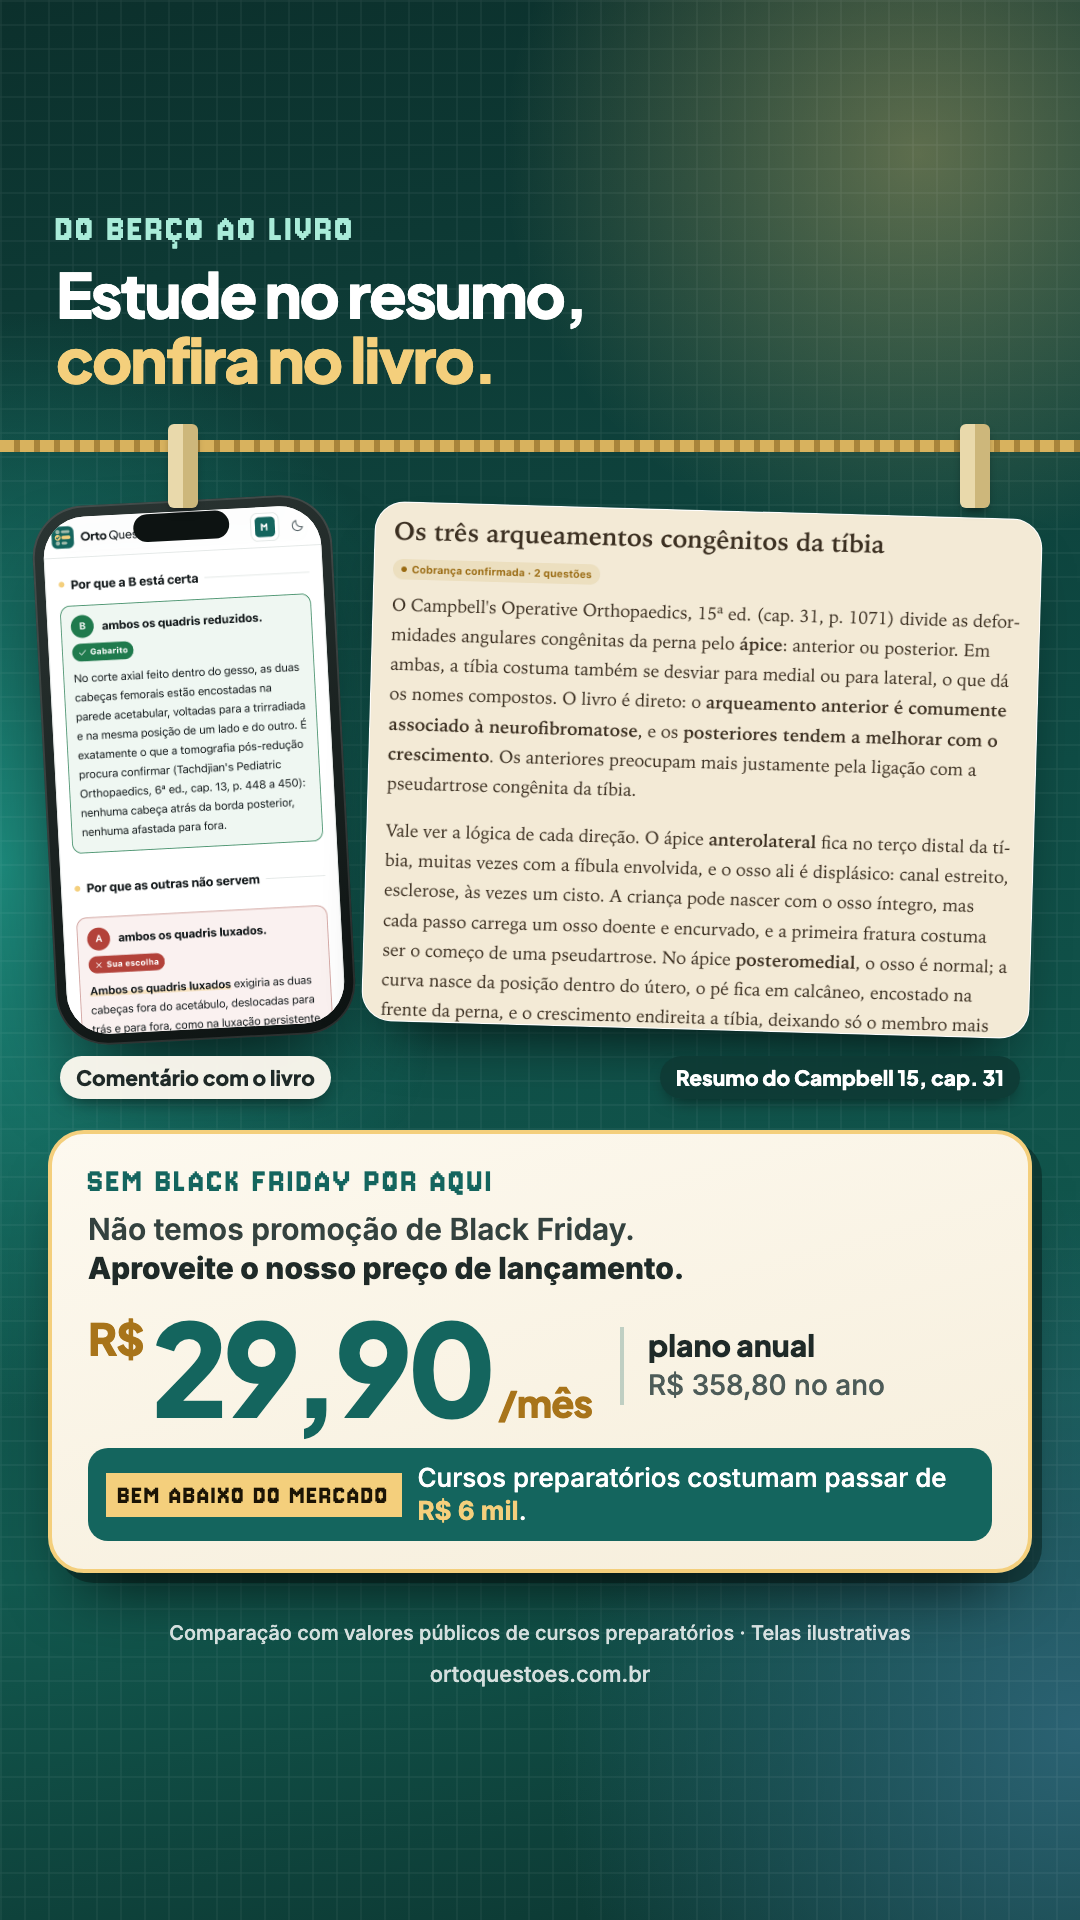 DO BERÇO AO LIVRO
Estude no resumo,
confira no livro.
Orto Ques
M
Por que a B está certa
B ambos os quadris reduzidos.
Gabarito
No corte axial feito dentro do gesso, as duas
cabeças femorais estão encostadas na
parede acetabular, voltadas para a trirradiada
e na mesma posição de um lado e do outro. É
exatamente o que a tomografia pós-redução
procura confirmar (Tachdjian's Pediatric
Orthopaedics, 6ª ed., cap. 13, p. 448 a 450):
nenhuma cabeça atrás da borda posterior,
nenhuma afastada para fora.
Por que as outras não servem
A ambos os quadris luxados.
Sua escolha
Ambos os quadris luxados exigiria as duas
cabeças fora do acetábulo, deslocadas para
trás e para fora, como na luxação persistente
Os três arqueamentos congênitos da tíbia
Cobrança confirmada · 2 questões
O Campbell's Operative Orthopaedics, 15ª ed. (cap. 31, p. 1071) divide as defor-
midades angulares congênitas da perna pelo ápice: anterior ou posterior. Em
ambas, a tíbia costuma também se desviar para medial ou para lateral, o que dá
os nomes compostos. O livro é direto: o arqueamento anterior é comumente
associado à neurofibromatose, e os posteriores tendem a melhorar com o
crescimento. Os anteriores preocupam mais justamente pela ligação com a
pseudartrose congênita da tíbia.
Vale ver a lógica de cada direção. O ápice anterolateral fica no terço distal da tí-
bia, muitas vezes com a fíbula envolvida, e o osso ali é displásico: canal estreito,
esclerose, às vezes um cisto. A criança pode nascer com o osso íntegro, mas
cada passo carrega um osso doente e encurvado, e a primeira fratura costuma
ser o começo de uma pseudartrose. No ápice posteromedial, o osso é normal; a
curva nasce da posição dentro do útero, o pé fica em calcâneo, encostado na
frente da perna, e o crescimento endireita a tíbia, deixando só o membro mais
Comentário com o livro
Resumo do Campbell 15, cap. 31
SEM BLACK FRIDAY POR AQUI
Não temos promoção de Black Friday.
Aproveite o nosso preço de lançamento.
R$ 29,90 /mês
plano anual
R$ 358,80 no ano
BEM ABAIXO DO MERCADO
Cursos preparatórios costumam passar de
R$ 6 mil.
Comparação com valores públicos de cursos preparatórios · Telas ilustrativas
ortoquestoes.com.br